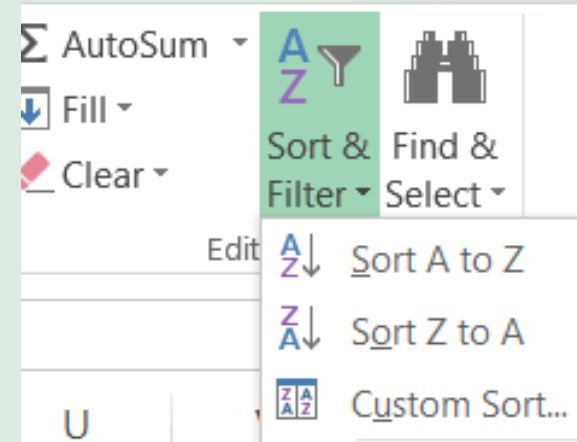 Σ AutoSum
Fill
Clear
Sort &
Filter
Find &
Select
Edit
Sort A to Z
Sort Z to A
Custom Sort...
U